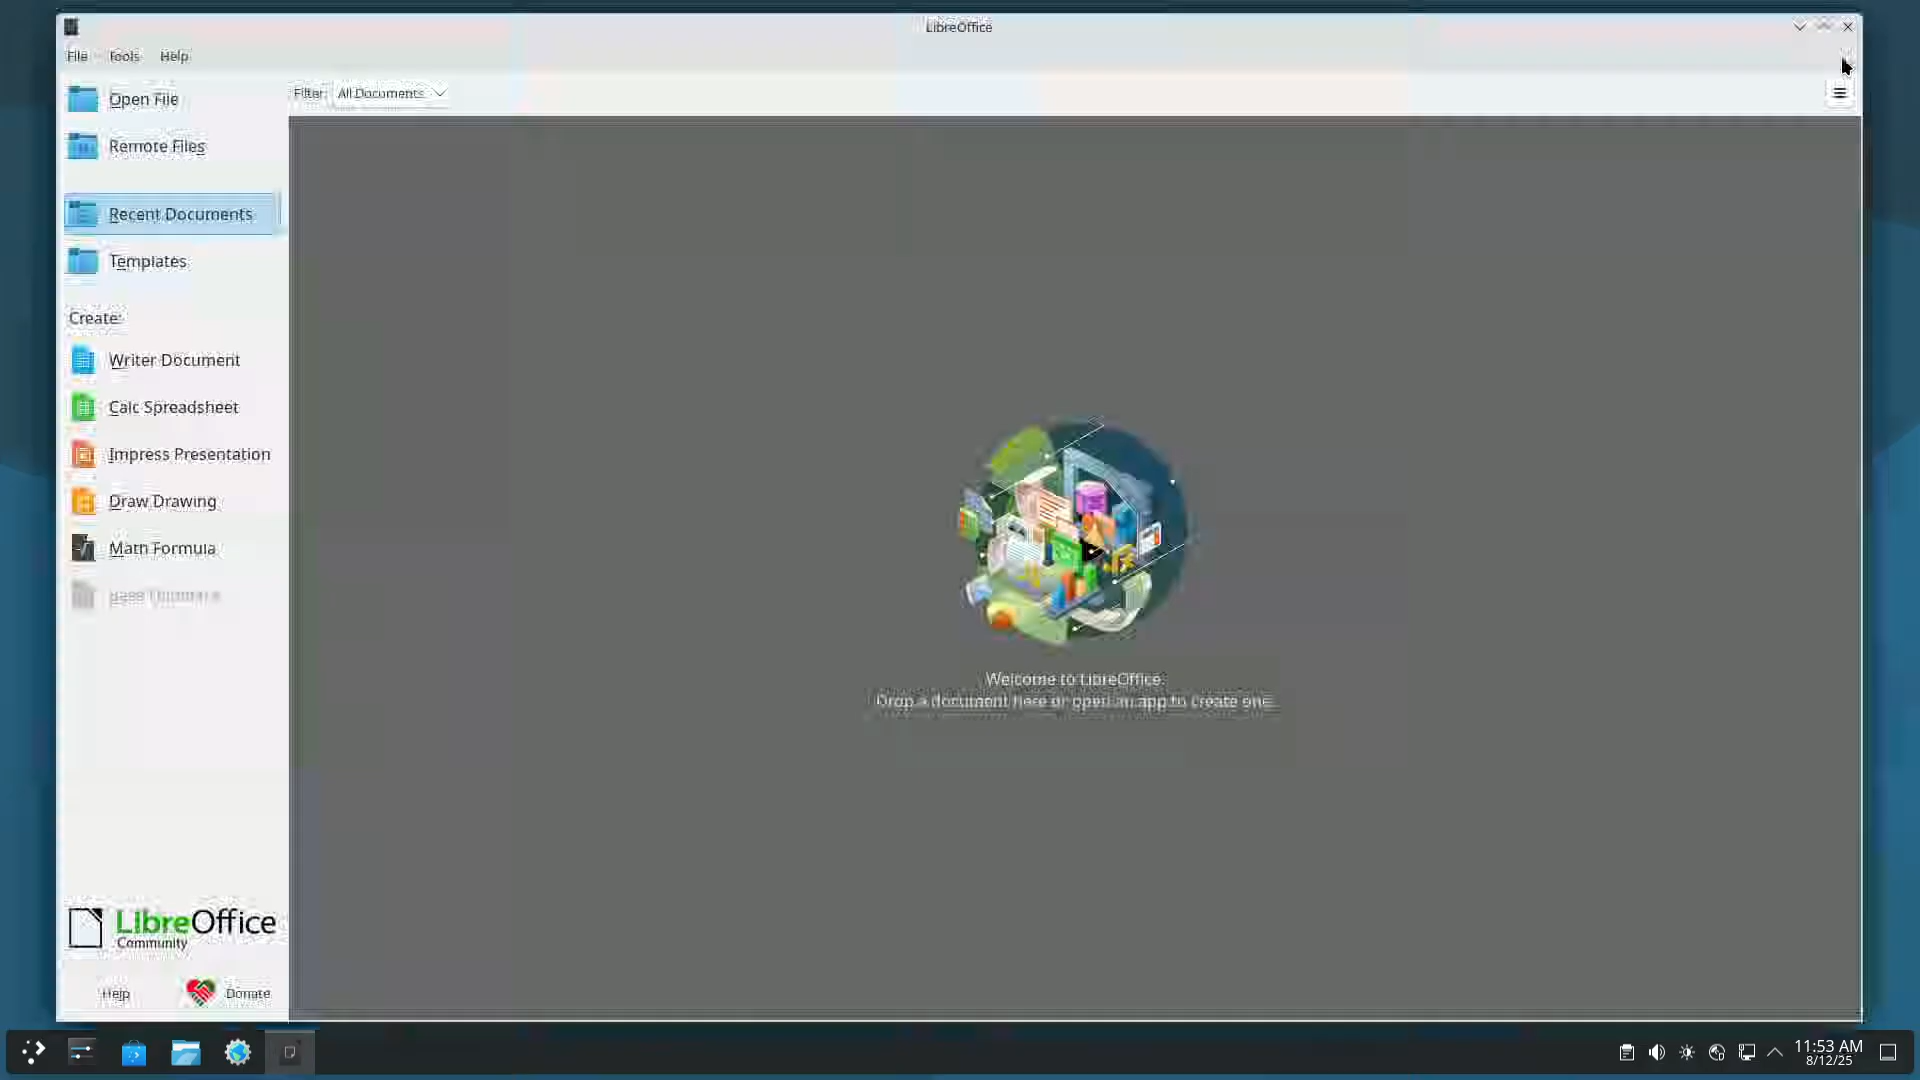 LibreOffice
File Tools Help
Open File
Filter: All Documents
Remote Files
Recent Documents
Templates
Create:
Writer Document
Calc Spreadsheet
Impress Presentation
Draw Drawing
Math Formula
Base Database
Welcome to LibreOffice.
Drop a document here or open an app to create one.
LibreOffice
Community
Help Donate
11:53 AM
8/12/25